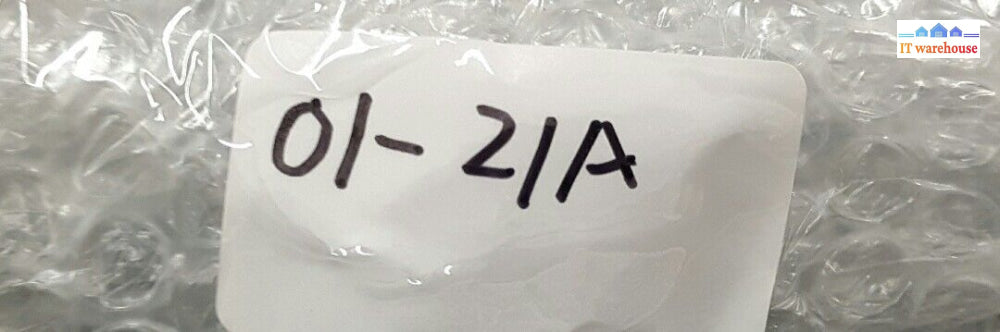 IT warehouse
01- 21A